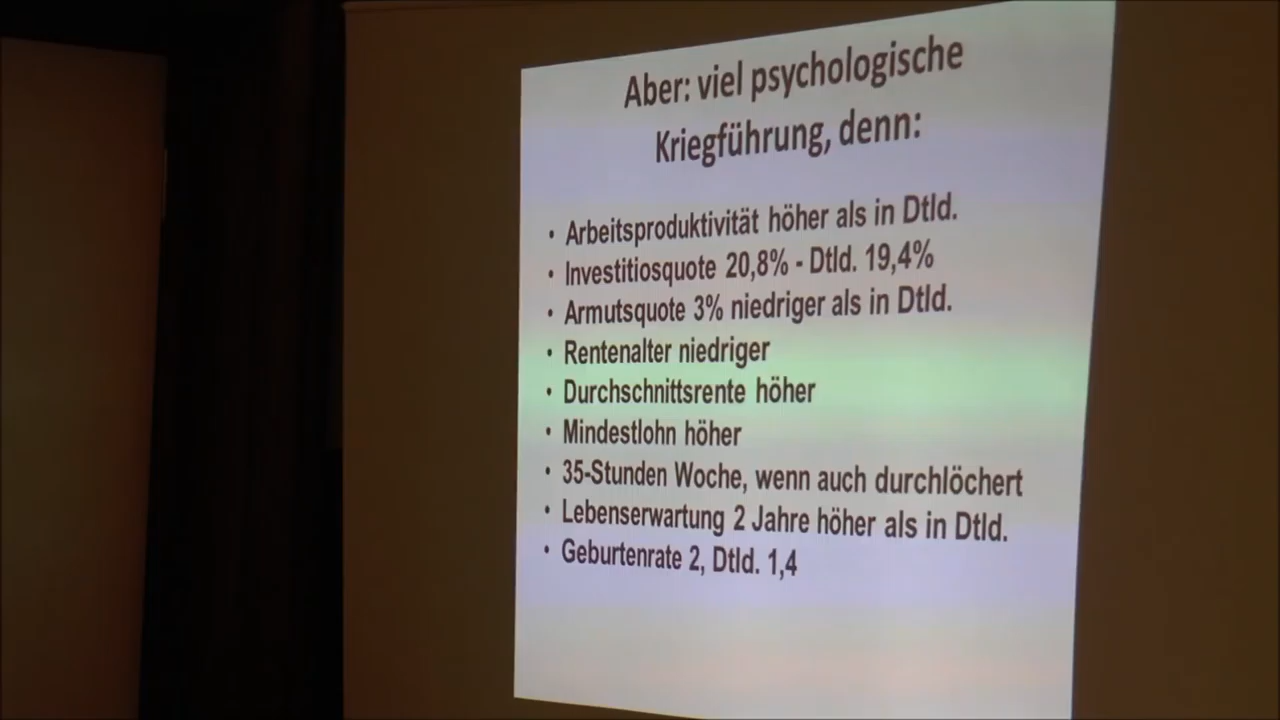 Aber: viel psychologische
Kriegführung, denn:
• Arbeitsproduktivität höher als in Dtld.
• Investitiosquote 20,8% - Dtld. 19,4%
• Armutsquote 3% niedriger als in Dtld.
• Rentenalter niedriger
• Durchschnittsrente höher
• Mindestlohn höher
• 35-Stunden Woche, wenn auch durchlöchert
• Lebenserwartung 2 Jahre höher als in Dtld.
• Geburtenrate 2, Dtld. 1,4